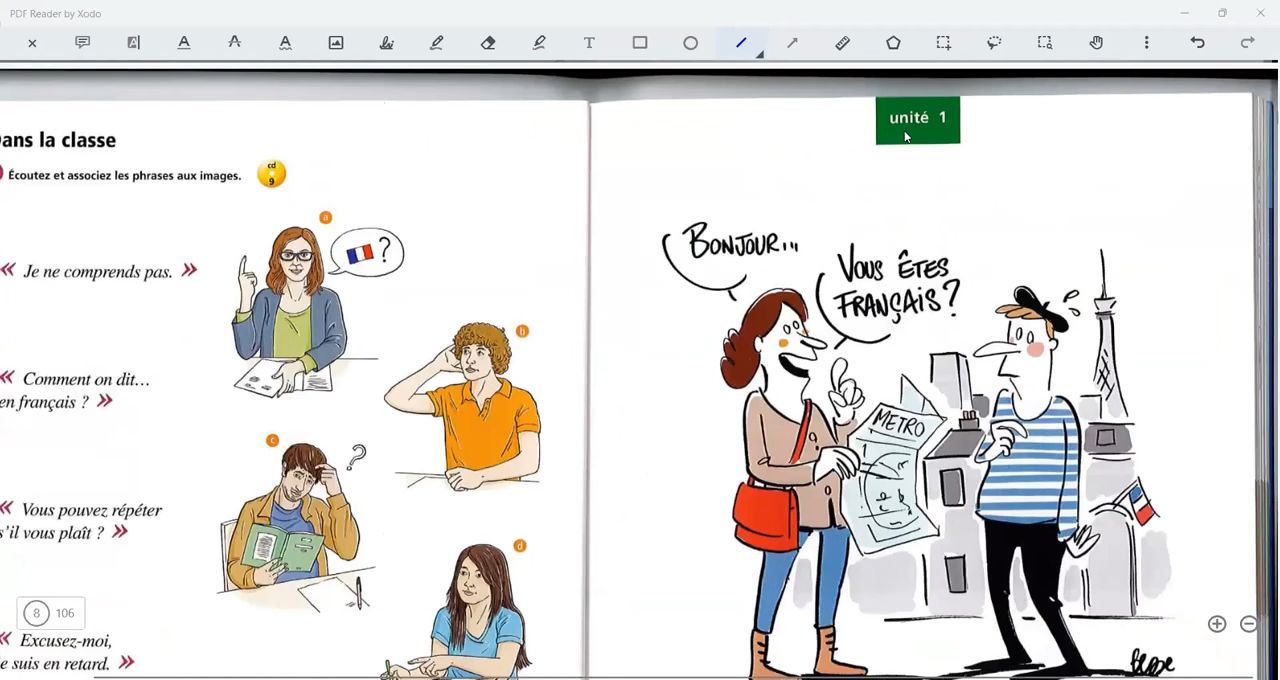 PDF Reader by Xodo
T
ans la classe
Écoutez et associez les phrases aux images.
cd
9
a
?
« Je ne comprends pas. »
b
« Comment on dit…
en français ? »
c
?
« Vous pouvez répéter
s'il vous plaît ? »
d
« Excusez-moi,
e suis en retard. »
8 106
unité 1
BONJOUR...
VOUS ÊTES
FRANÇAIS ?
METRO